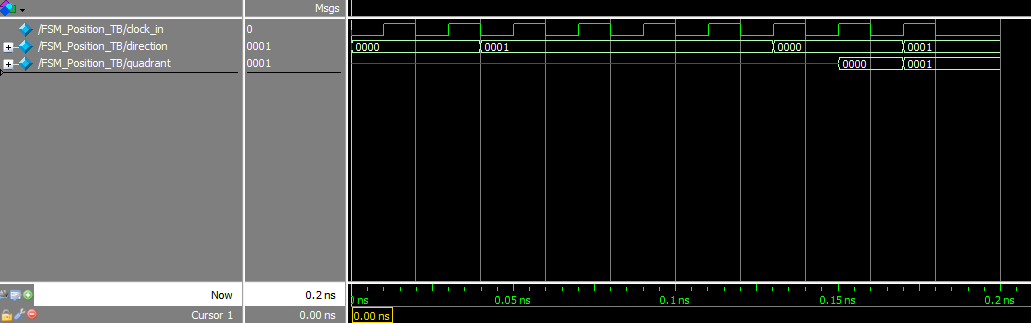 Msgs
/FSM_Position_TB/clock_in 0
/FSM_Position_TB/direction 0001 0000 0001 0000 0001
/FSM_Position_TB/quadrant 0001 0000 0001
Now 0.2 ns ns 0.05 ns 0.1 ns 0.15 ns 0.2 ns
Cursor 1 0.00 ns 0.00 ns